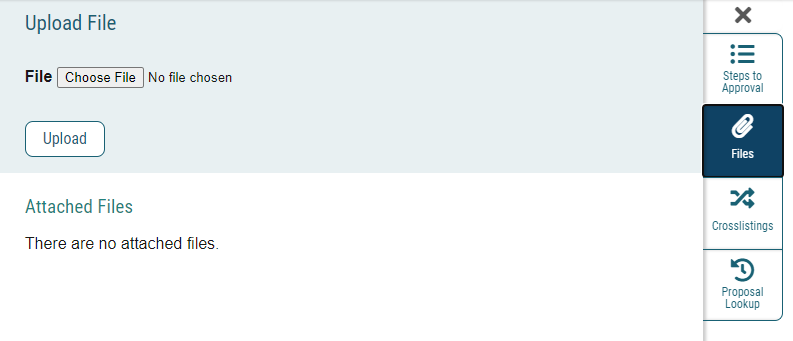 Upload File
File Choose File No file chosen
Upload
Attached Files
There are no attached files.
Steps to
Approval
Files
Crosslistings
Proposal
Lookup